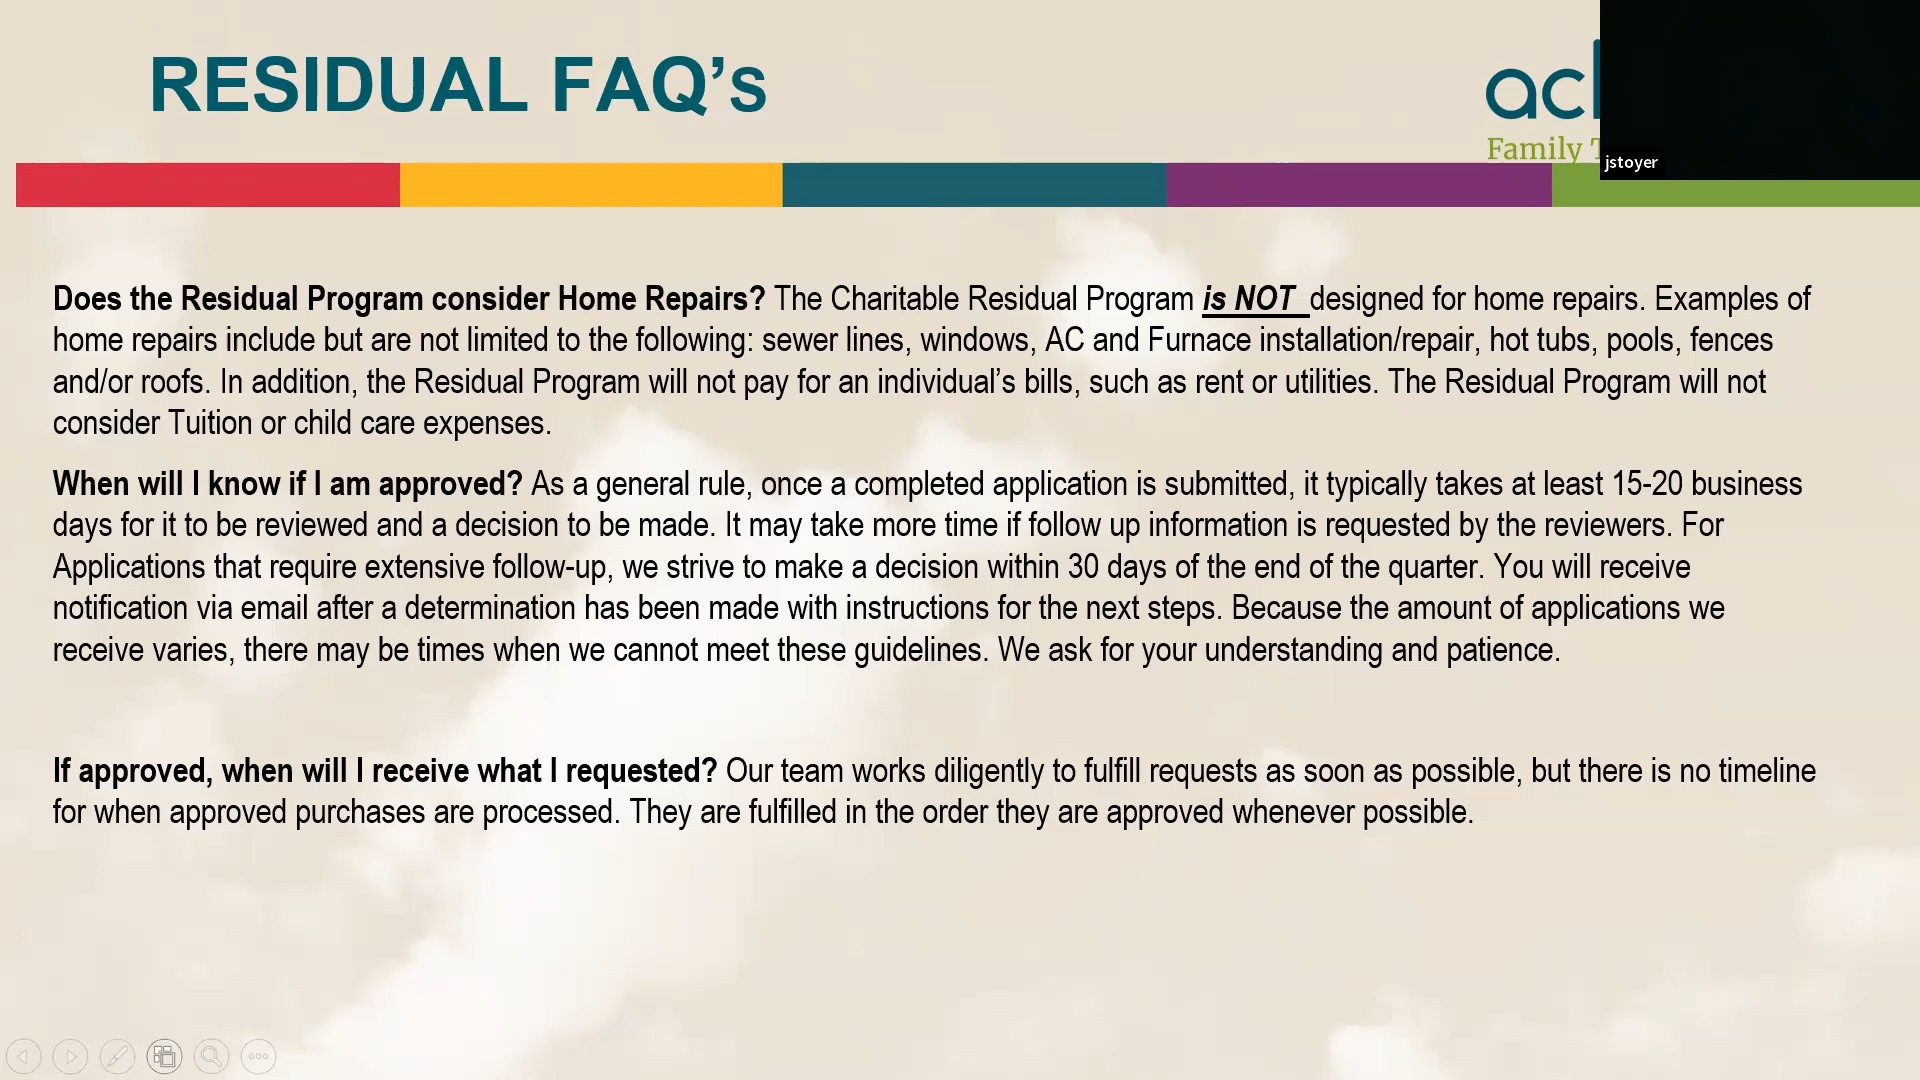 RESIDUAL FAQ’s
Family
jstoyer
Does the Residual Program consider Home Repairs? The Charitable Residual Program is NOT designed for home repairs. Examples of
home repairs include but are not limited to the following: sewer lines, windows, AC and Furnace installation/repair, hot tubs, pools, fences
and/or roofs. In addition, the Residual Program will not pay for an individual’s bills, such as rent or utilities. The Residual Program will not
consider Tuition or child care expenses.
When will I know if I am approved? As a general rule, once a completed application is submitted, it typically takes at least 15-20 business
days for it to be reviewed and a decision to be made. It may take more time if follow up information is requested by the reviewers. For
Applications that require extensive follow-up, we strive to make a decision within 30 days of the end of the quarter. You will receive
notification via email after a determination has been made with instructions for the next steps. Because the amount of applications we
receive varies, there may be times when we cannot meet these guidelines. We ask for your understanding and patience.
If approved, when will I receive what I requested? Our team works diligently to fulfill requests as soon as possible, but there is no timeline
for when approved purchases are processed. They are fulfilled in the order they are approved whenever possible.